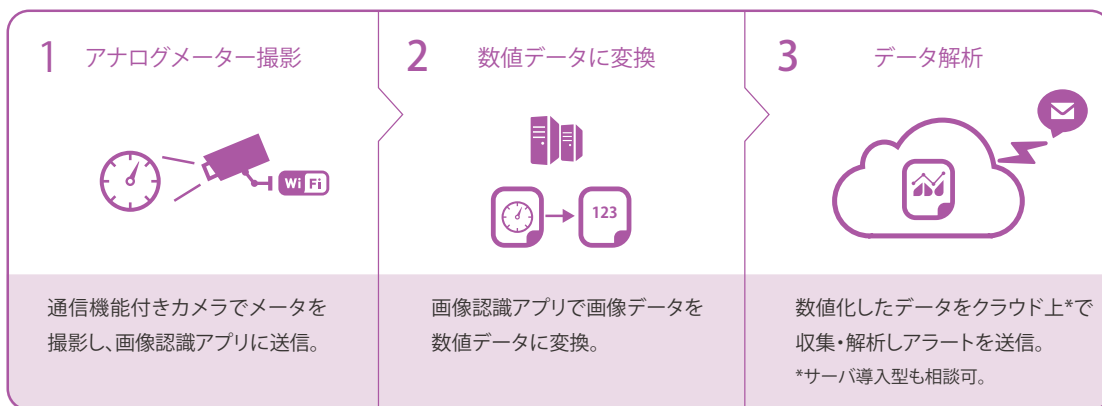 1 アナログメーター撮影
Wi Fi
通信機能付きカメラでメータを
撮影し、画像認識アプリに送信。
2 数値データに変換
123
画像認識アプリで画像データを
数値データに変換。
3 データ解析
数値化したデータをクラウド上*で
収集・解析しアラートを送信。
*サーバ導入型も相談可。